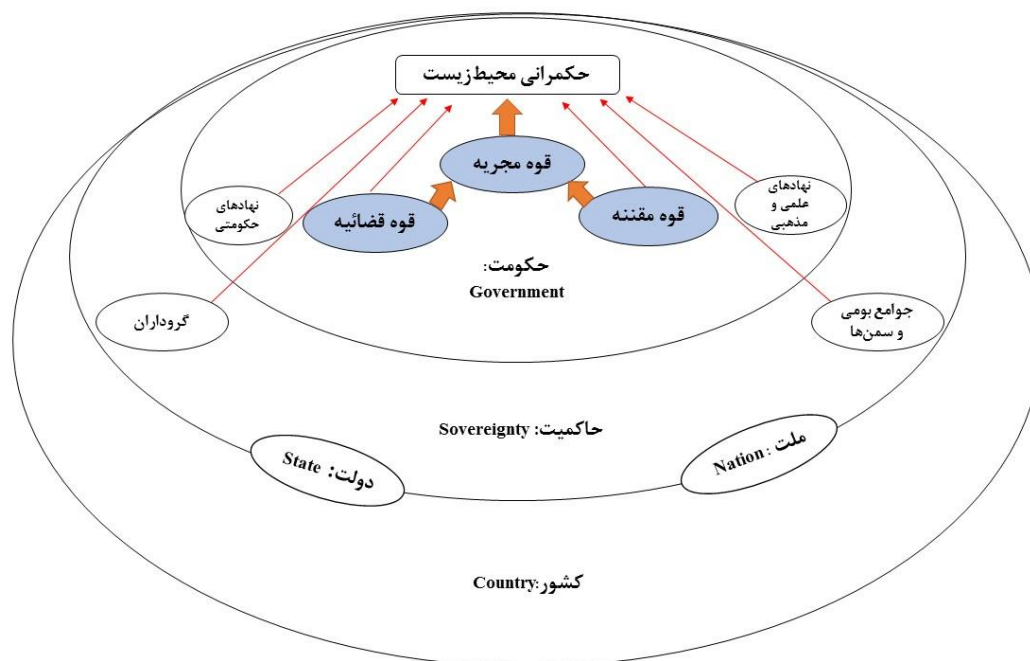 حکمرانی محیط‌زیست
قوه مجریه
نهادهای
علمی و
مذهبی
نهادهای
حکومتی
قوه مقننه
قوه قضائیه
حکومت:
Government
جوامع بومی
و سمن‌ها
گروداران
حاکمیت: Sovereignty
ملت : Nation
دولت: State
کشور:Country